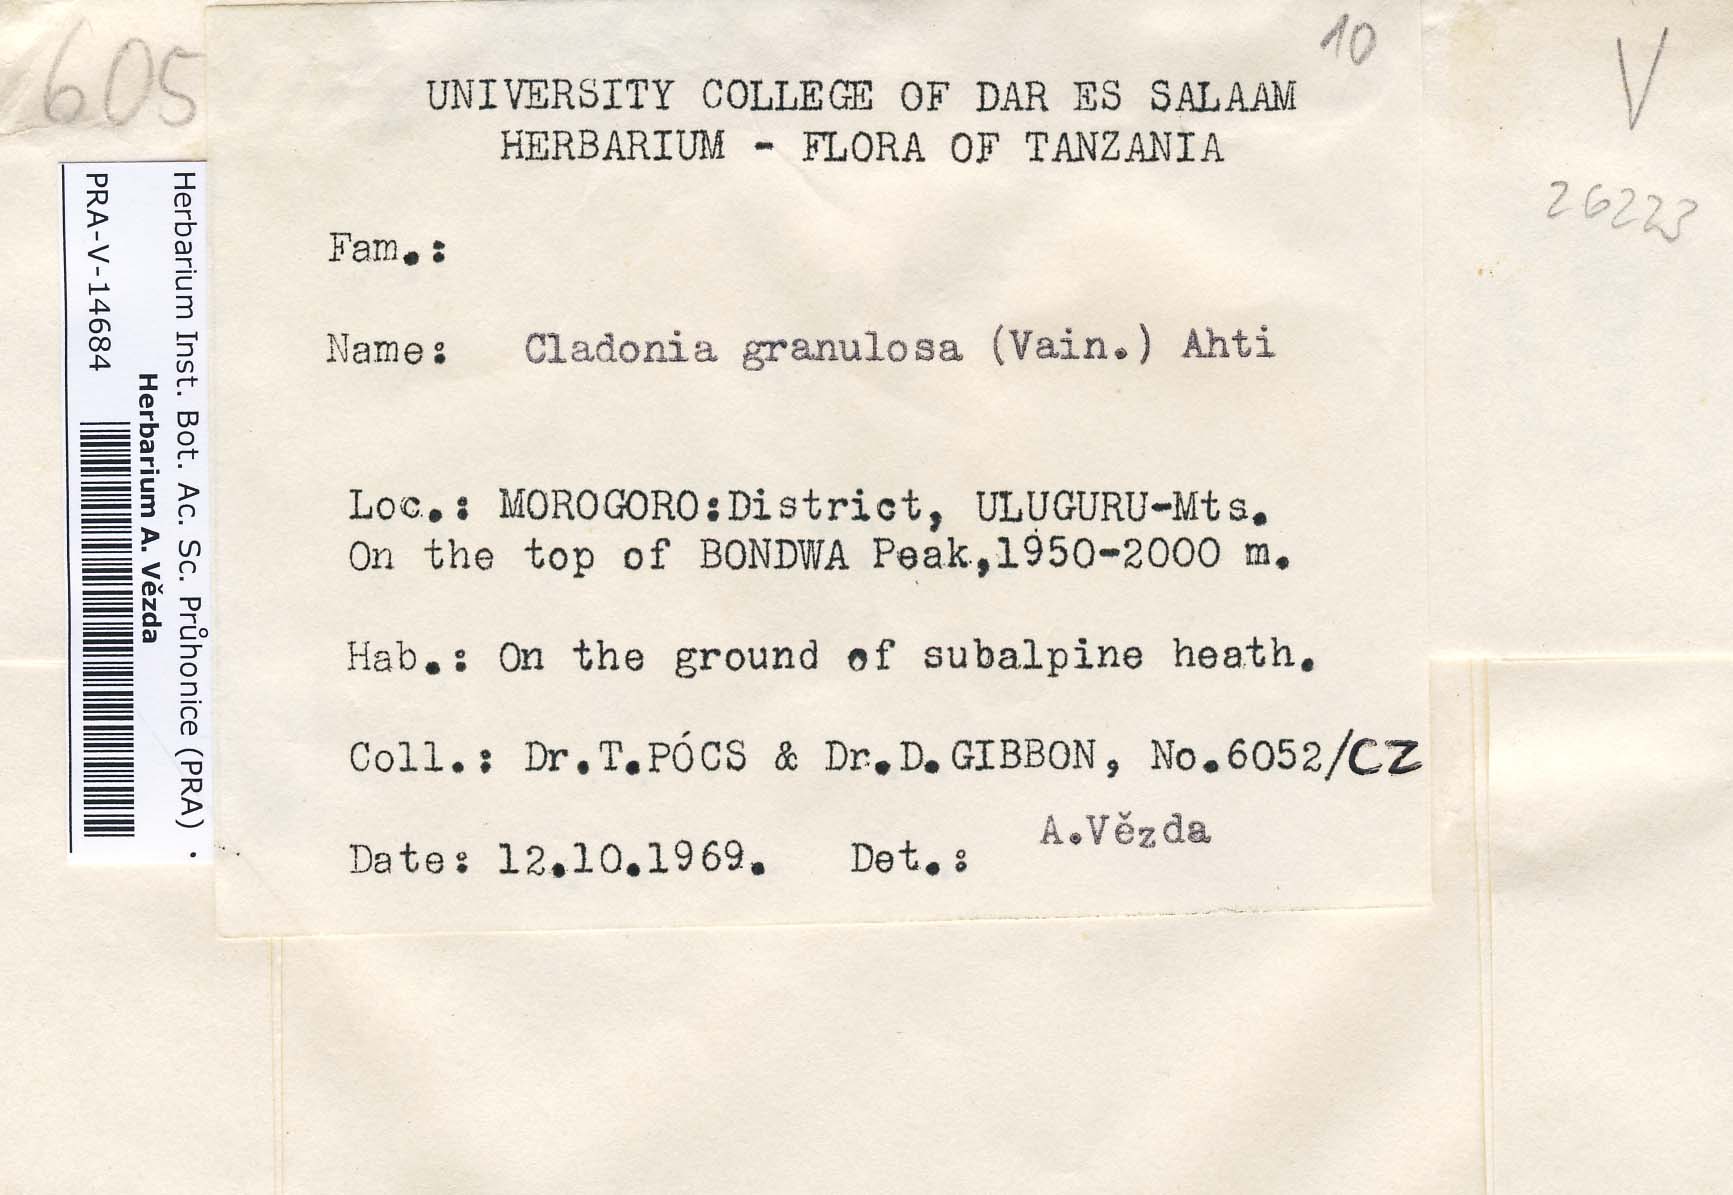 605
10
V
26223
UNIVERSITY COLLEGE OF DAR ES SALAAM
HERBARIUM - FLORA OF TANZANIA
Fam.:
Name: Cladonia granulosa (Vain.) Ahti
Loc.: MOROGORO:District, ULUGURU-Mts.
On the top of BONDWA Peak,1950-2000 m.
Hab.: On the ground of subalpine heath.
Coll.: Dr.T.PÓCS & Dr.D.GIBBON, No.6052/CZ
Date: 12.10.1969. Det.: A.Vězda
Herbarium Inst. Bot. Ac. Sc. Průhonice (PRA)
Herbarium A. Vězda
PRA-V-14684